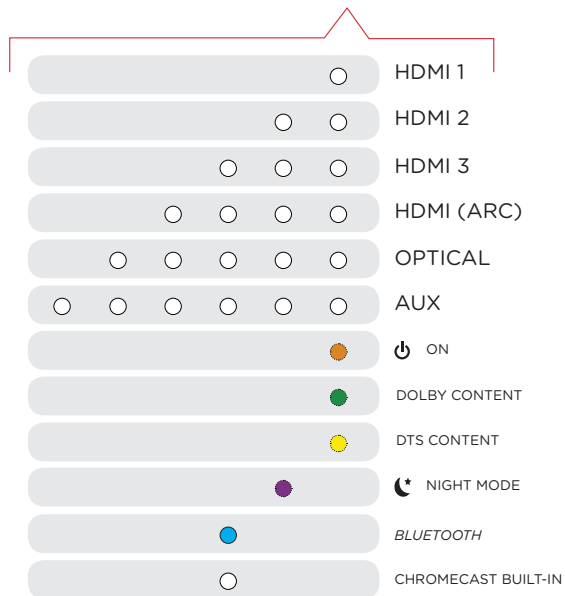 HDMI 1
HDMI 2
HDMI 3
HDMI (ARC)
OPTICAL
AUX
ON
DOLBY CONTENT
DTS CONTENT
NIGHT MODE
BLUETOOTH
CHROMECAST BUILT-IN